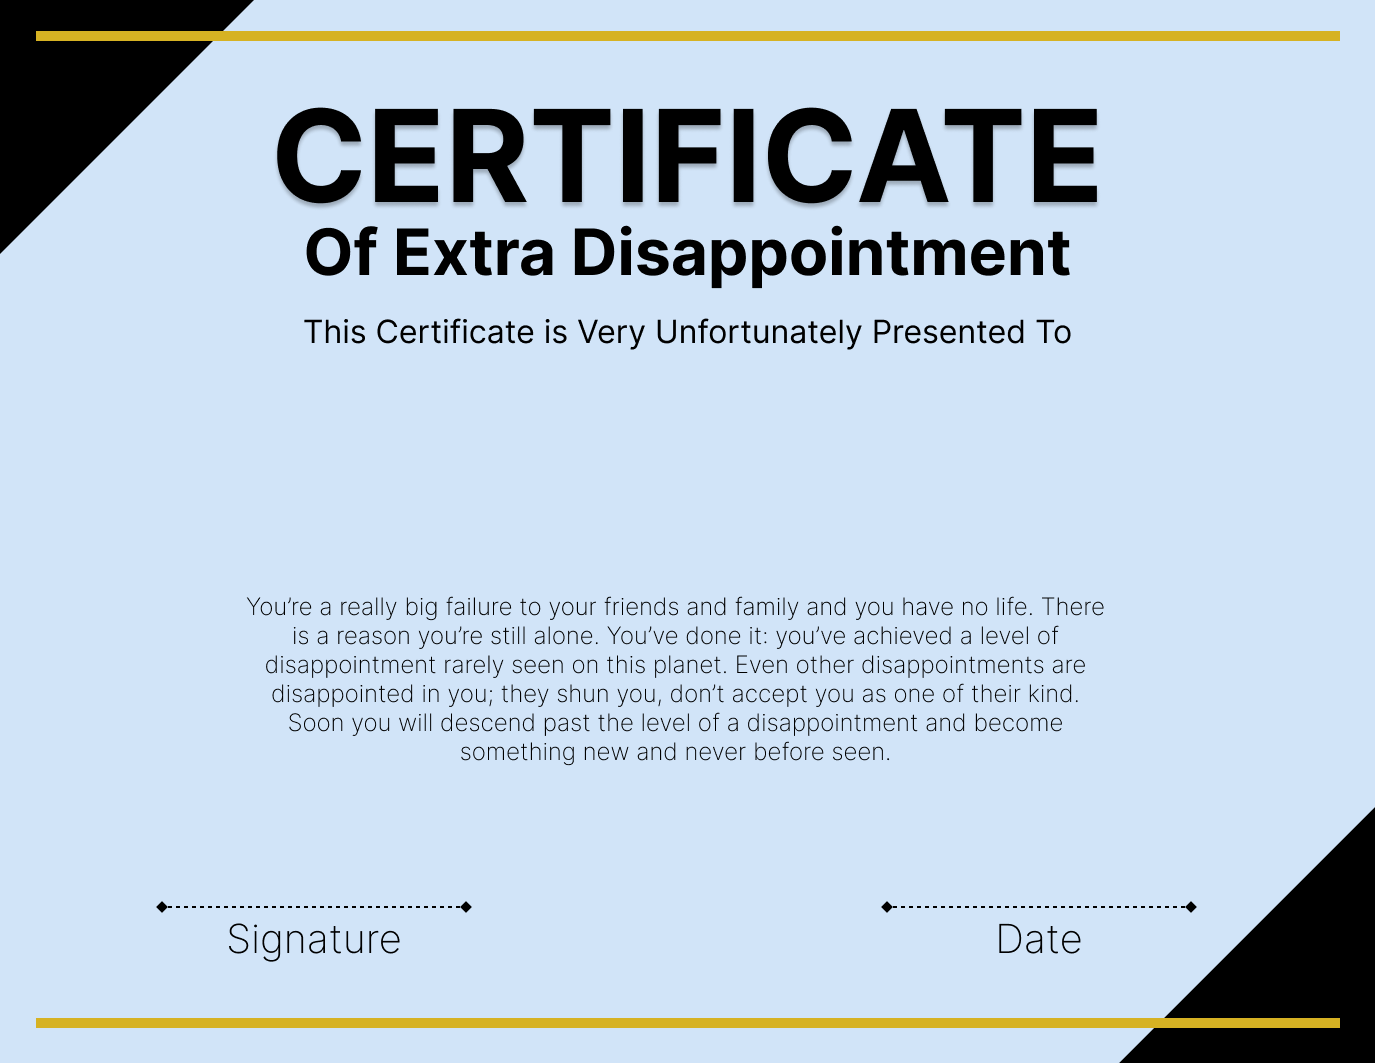 CERTIFICATE
Of Extra Disappointment
This Certificate is Very Unfortunately Presented To
You’re a really big failure to your friends and family and you have no life. There
is a reason you’re still alone. You’ve done it: you’ve achieved a level of
disappointment rarely seen on this planet. Even other disappointments are
disappointed in you; they shun you, don’t accept you as one of their kind.
Soon you will descend past the level of a disappointment and become
something new and never before seen.
Signature
Date